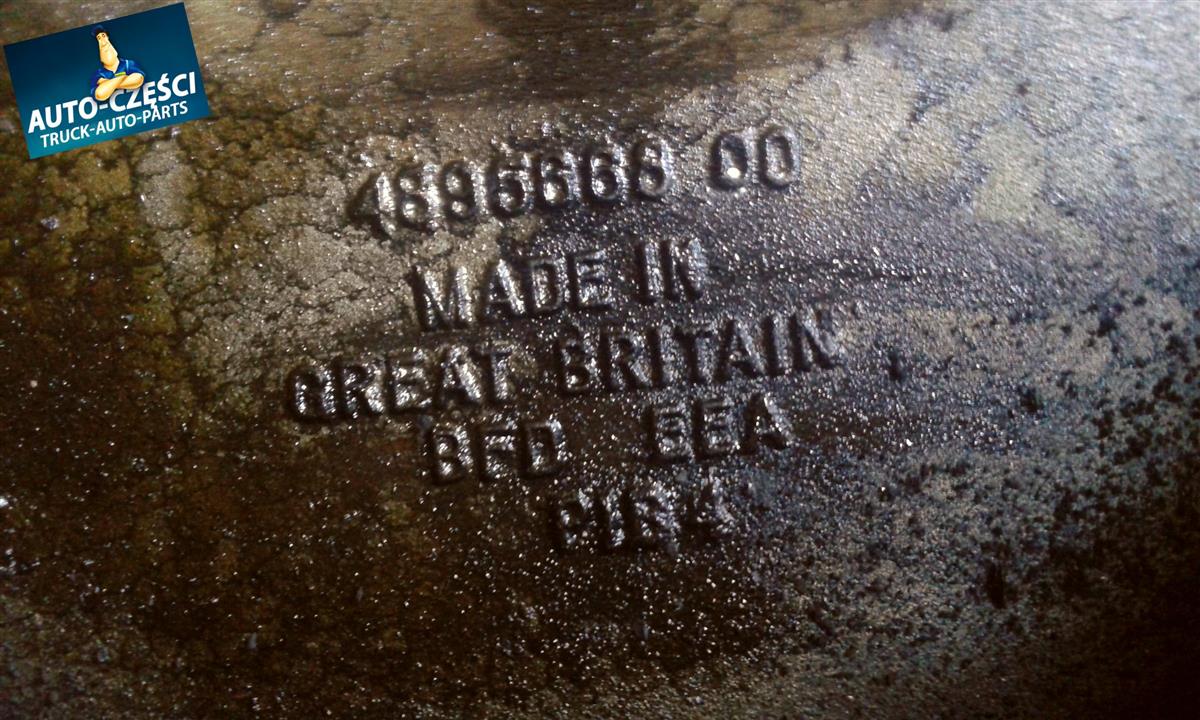 AUTO-CZĘŚCI
TRUCK-AUTO-PARTS
4896668 00
MADE IN
GREAT BRITAIN
BFD EEA